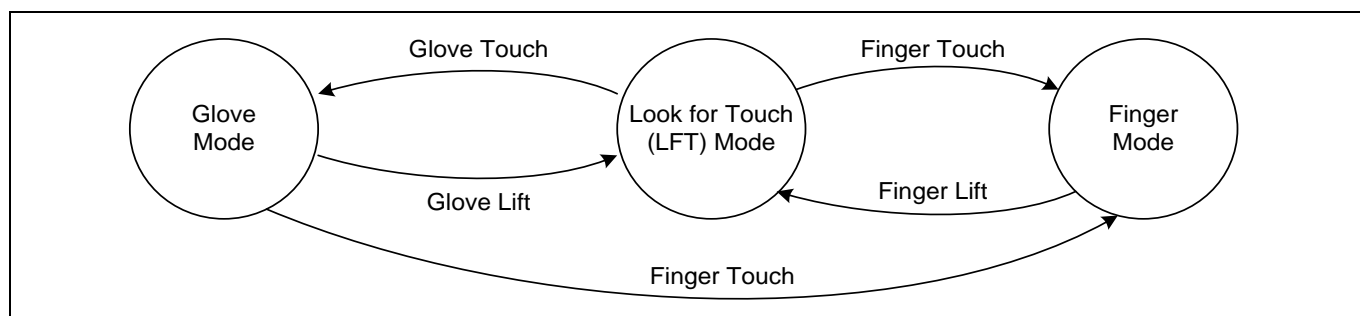 Glove Touch
Finger Touch
Glove
Mode
Look for Touch
(LFT) Mode
Finger
Mode
Glove Lift
Finger Lift
Finger Touch